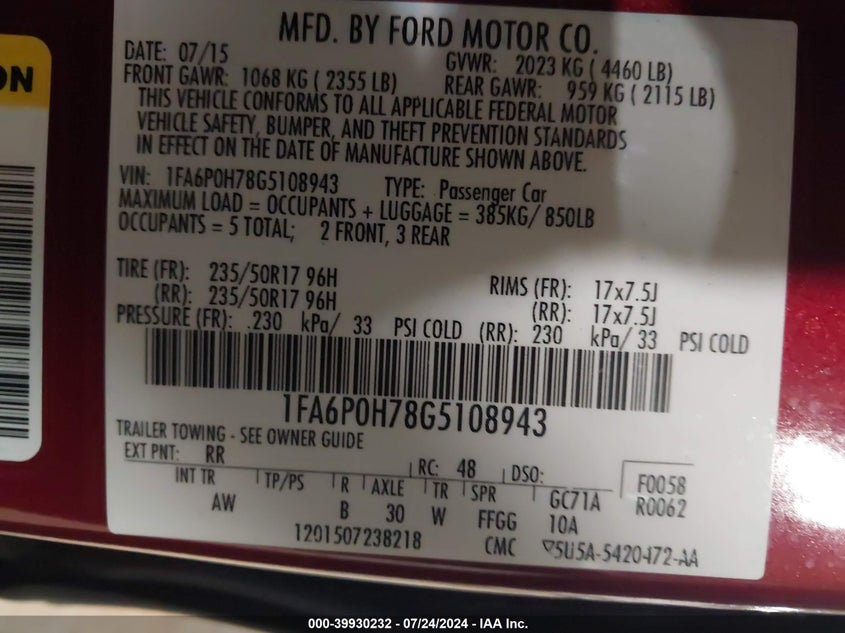 ON
MFD. BY FORD MOTOR CO.
DATE: 07/15 GVWR: 2023 KG ( 4460 LB)
FRONT GAWR: 1068 KG ( 2355 LB) REAR GAWR: 959 KG ( 2115 LB)
THIS VEHICLE CONFORMS TO ALL APPLICABLE FEDERAL MOTOR
VEHICLE SAFETY, BUMPER, AND THEFT PREVENTION STANDARDS
IN EFFECT ON THE DATE OF MANUFACTURE SHOWN ABOVE.
VIN: 1FA6P0H78G5108943 TYPE: Passenger Car
MAXIMUM LOAD = OCCUPANTS + LUGGAGE = 385KG/ 850LB
OCCUPANTS = 5 TOTAL; 2 FRONT, 3 REAR
TIRE (FR): 235/50R17 96H RIMS (FR): 17x7.5J
(RR): 235/50R17 96H (RR): 17x7.5J
PRESSURE (FR): 230 kPa/ 33 PSI COLD (RR): 230 kPa/ 33 PSI COLD
1FA6P0H78G5108943
TRAILER TOWING - SEE OWNER GUIDE
EXT PNT: RR RC: 48 DSO: F0058
INT TR TP/PS R AXLE TR SPR GC71A R0062
AW B 30 W FFGG 10A
1201507238218 CMC 5U5A-5420472-AA
000-39930232 - 07/24/2024 - IAA Inc.